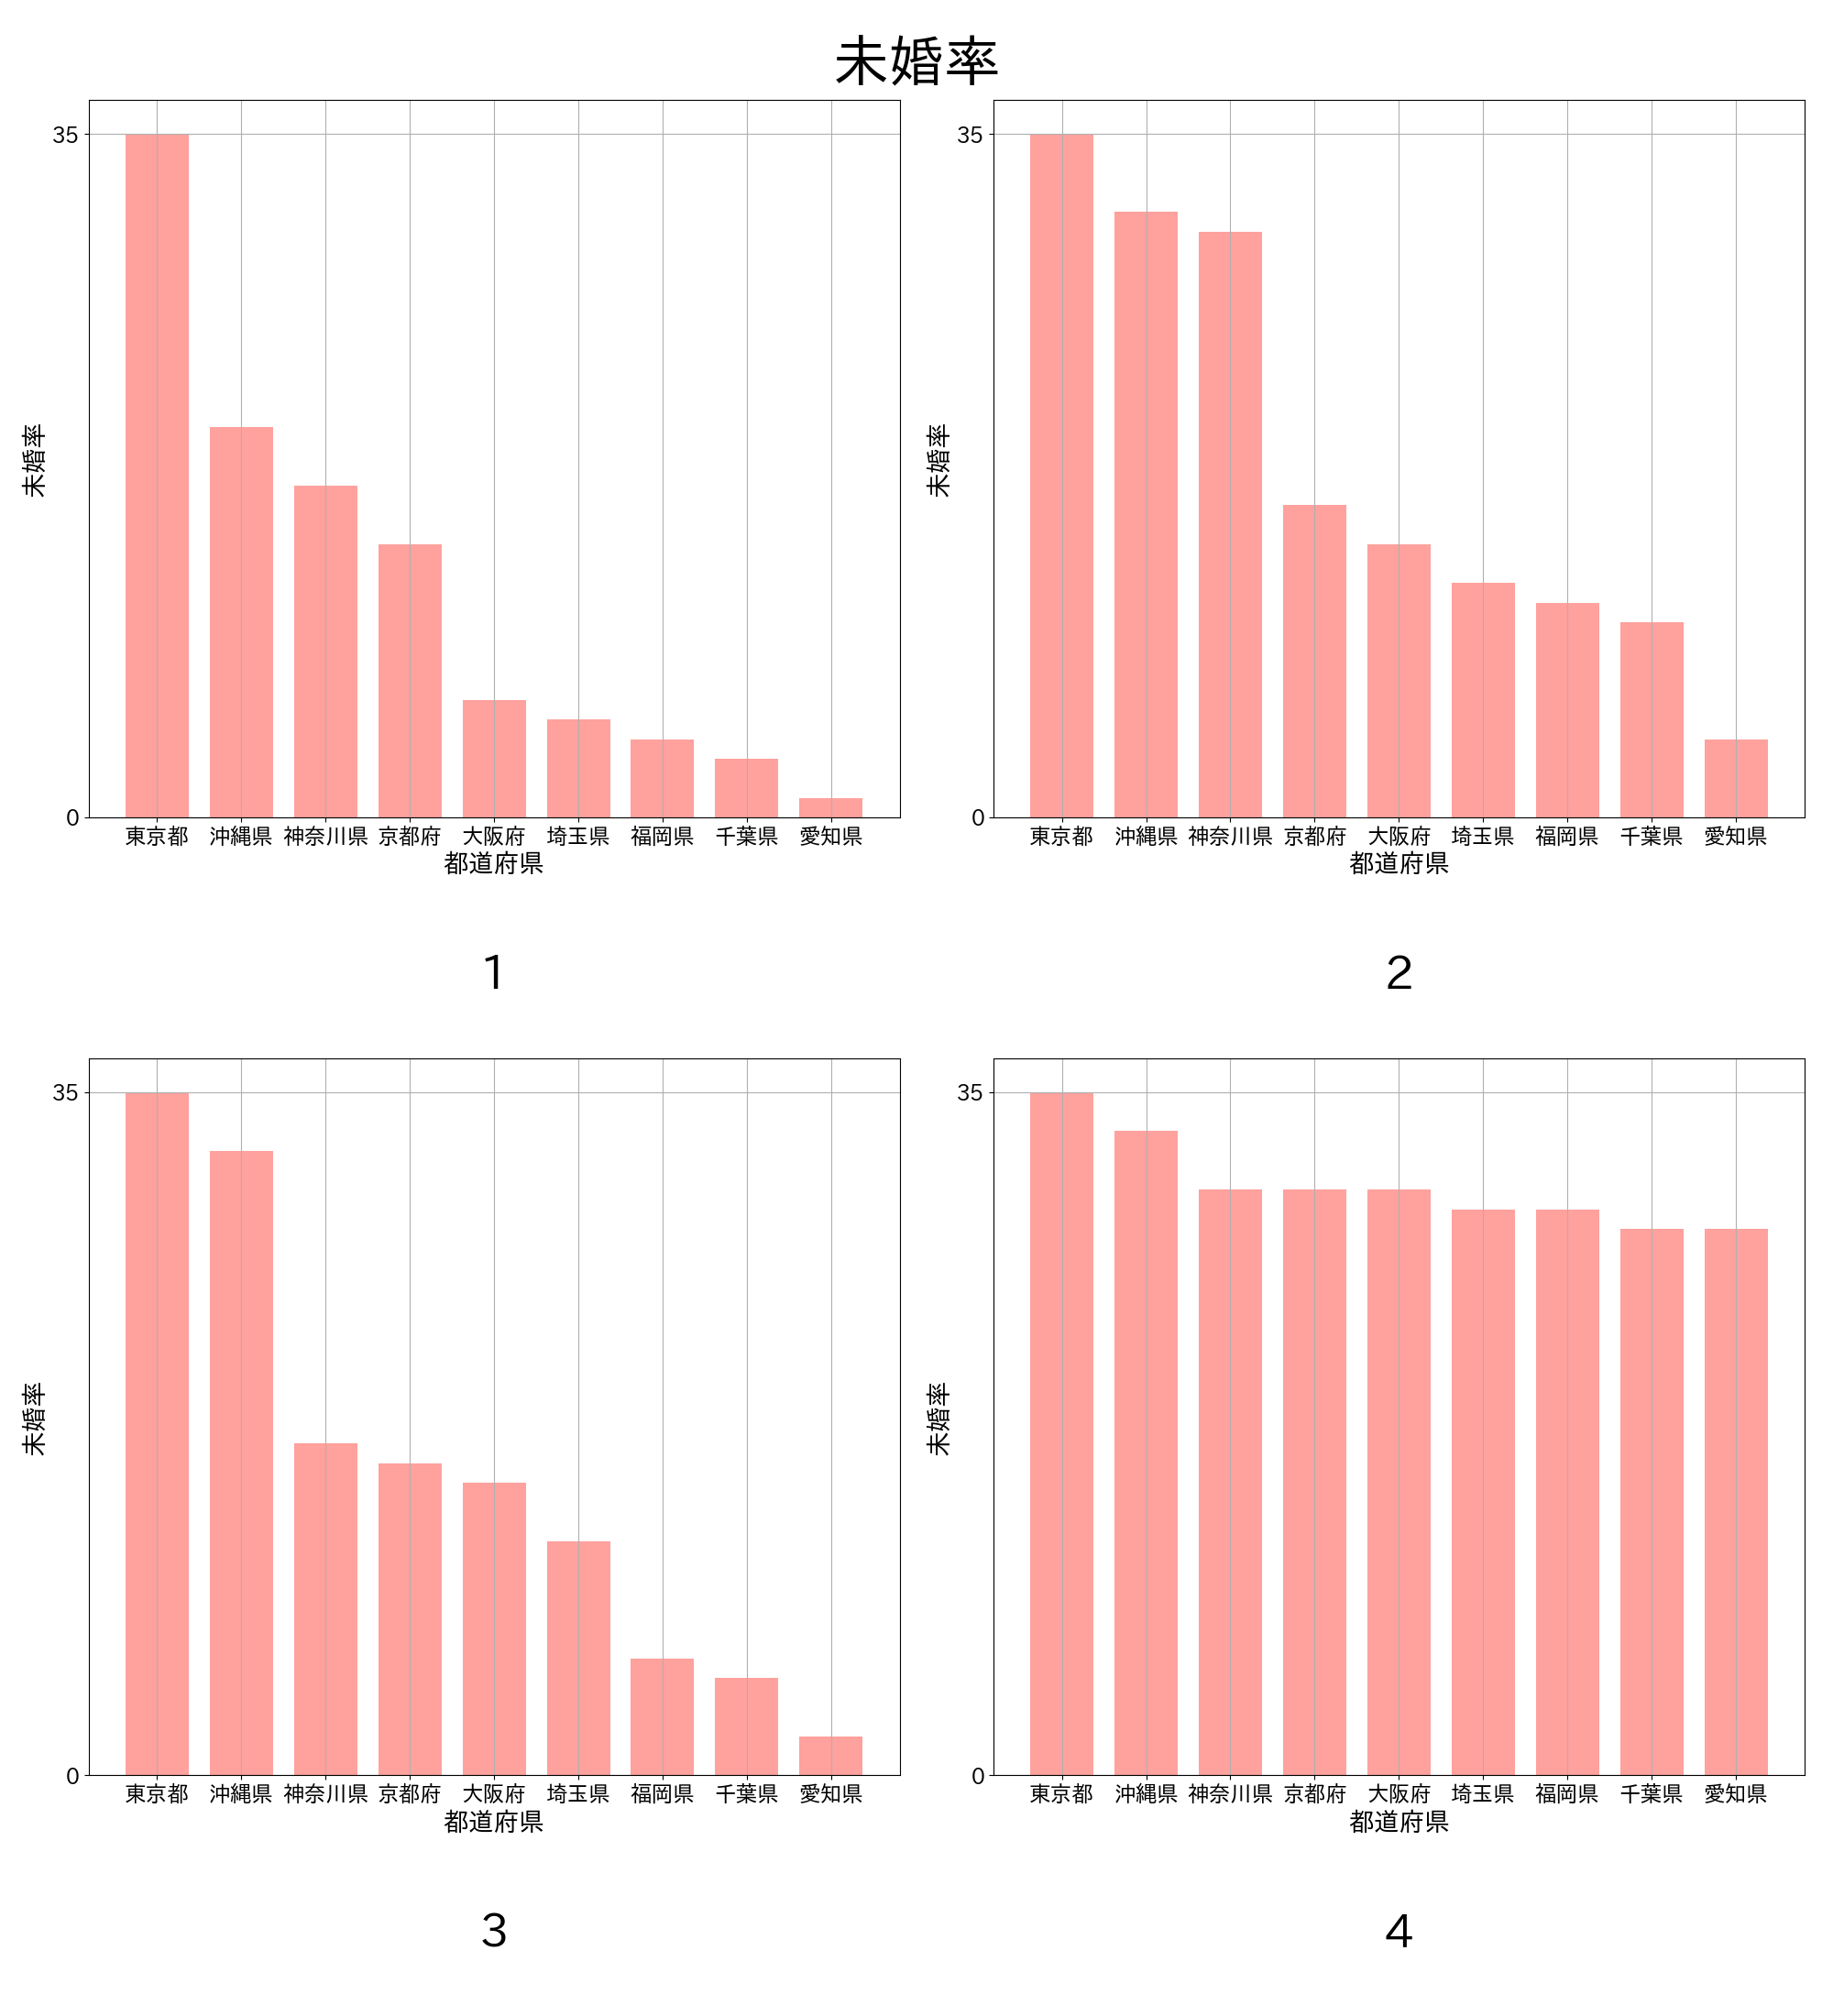 未婚率
35
0
未婚率
東京都 沖縄県 神奈川県 京都府 大阪府 埼玉県 福岡県 千葉県 愛知県
都道府県
1
35
0
未婚率
東京都 沖縄県 神奈川県 京都府 大阪府 埼玉県 福岡県 千葉県 愛知県
都道府県
2
35
0
未婚率
東京都 沖縄県 神奈川県 京都府 大阪府 埼玉県 福岡県 千葉県 愛知県
都道府県
3
35
0
未婚率
東京都 沖縄県 神奈川県 京都府 大阪府 埼玉県 福岡県 千葉県 愛知県
都道府県
4